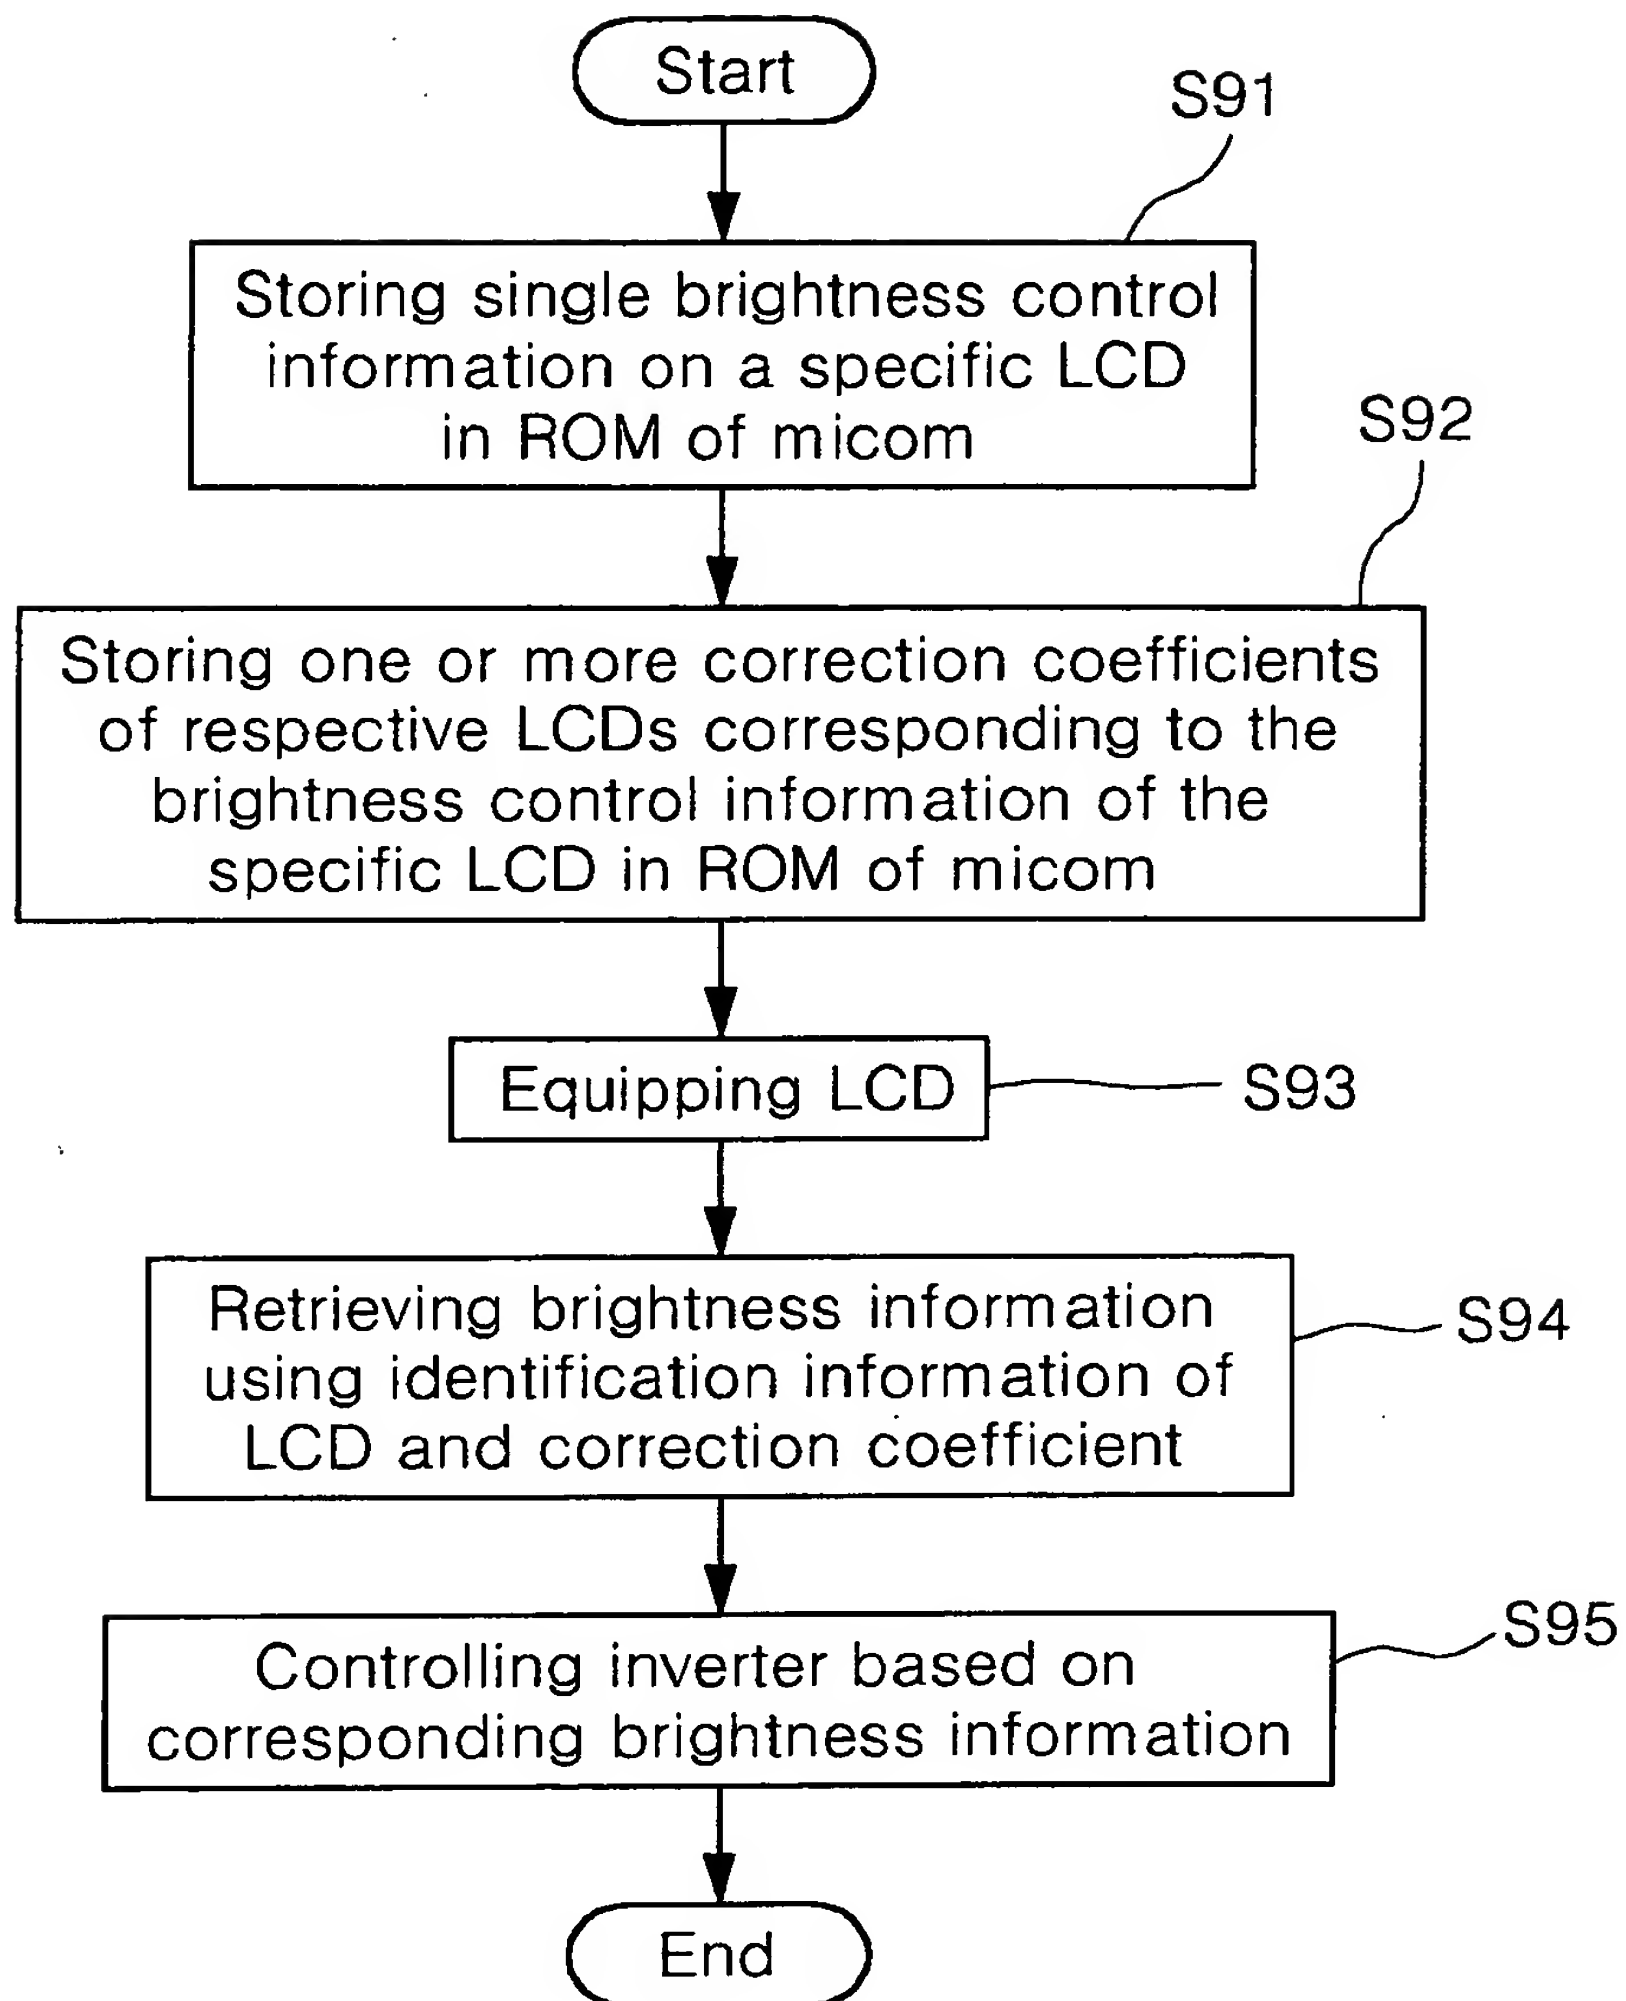 Start
S91
Storing single brightness control
information on a specific LCD
in ROM of micom
S92
Storing one or more correction coefficients
of respective LCDs corresponding to the
brightness control information of the
specific LCD in ROM of micom
Equipping LCD
S93
Retrieving brightness information
using identification information of
LCD and correction coefficient
S94
Controlling inverter based on
corresponding brightness information
S95
End